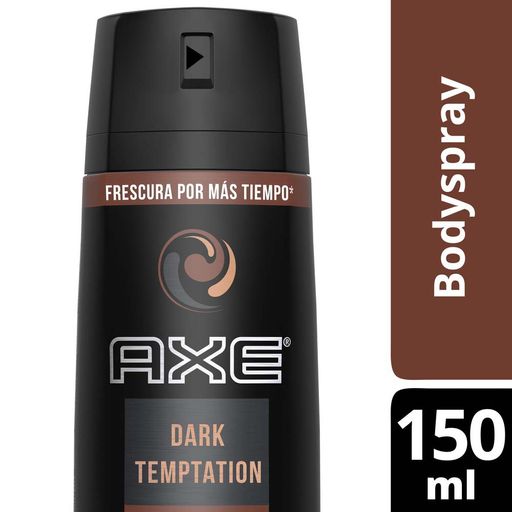 FRESCURA POR MÁS TIEMPO*
AXE®
DARK
TEMPTATION
Bodyspray
150
ml